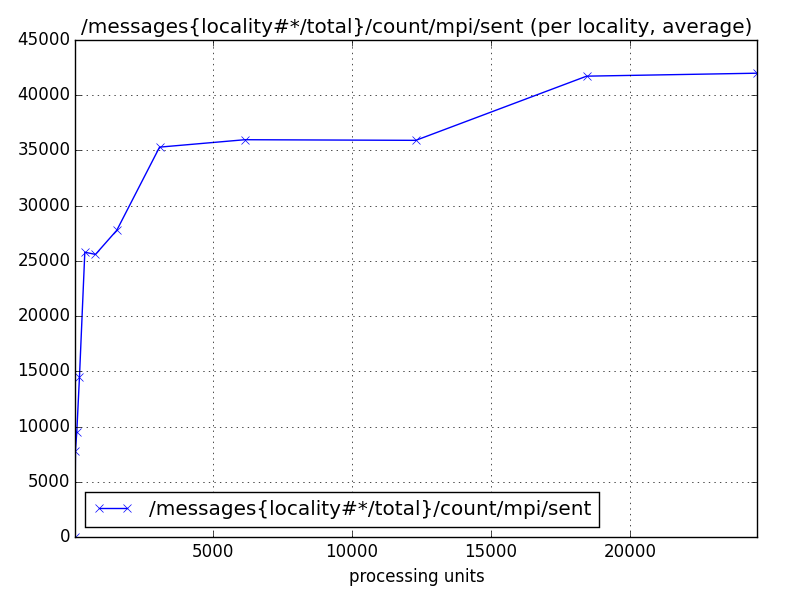 /messages{locality#*/total}/count/mpi/sent (per locality, average)
45000
40000
35000
30000
25000
20000
15000
10000
5000
0
/messages{locality#*/total}/count/mpi/sent
5000 10000 15000 20000
processing units